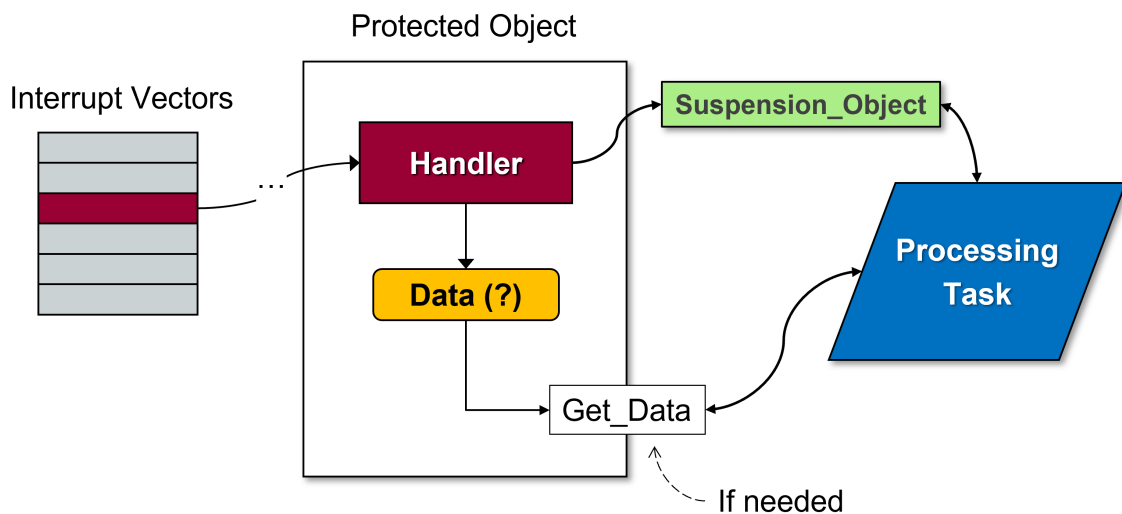 Protected Object
Interrupt Vectors
Suspension_Object
Handler
...
Processing
Task
Data (?)
Get_Data
If needed